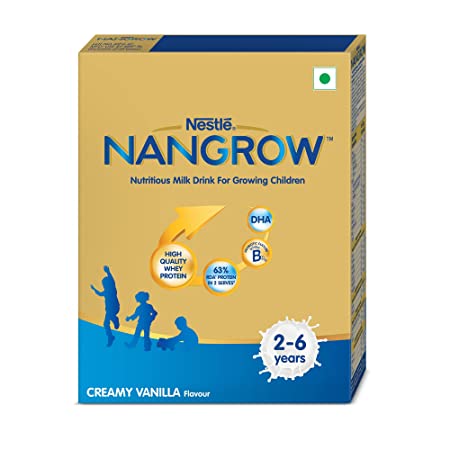 Nestlé®
NANGROW™
Nutritious Milk Drink For Growing Children
DHA
B
HIGH
QUALITY
WHEY
PROTEIN
63%
RDA* PROTEIN
IN 2 SERVES*
2-6
years
CREAMY VANILLA Flavour